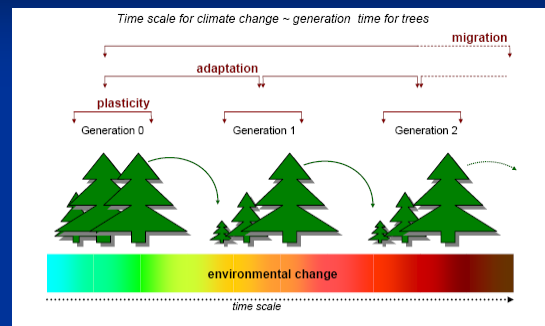 Time scale for climate change ~ generation time for trees
migration
adaptation
plasticity
Generation 0
Generation 1
Generation 2
environmental change
time scale